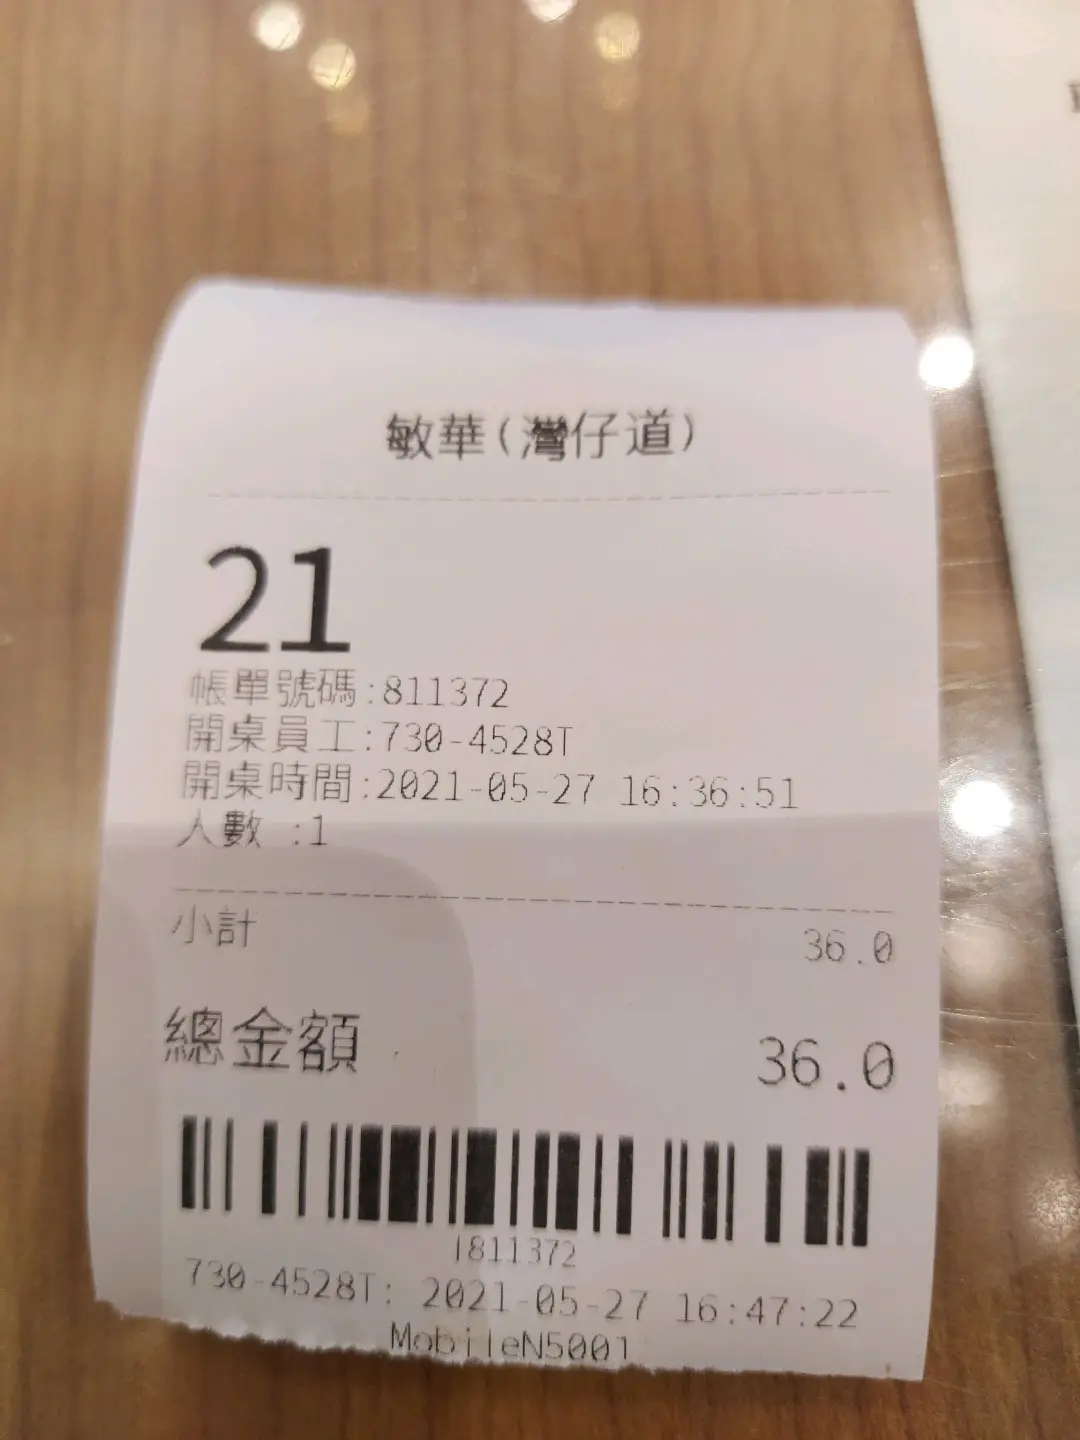 敏華(灣仔道)
21
帳單號碼:811372
開桌員工:730-4528T
開桌時間:2021-05-27 16:36:51
人數 :1
小計 36.0
總金額 36.0
1811372
730-4528T: 2021-05-27 16:47:22
MobileN5001